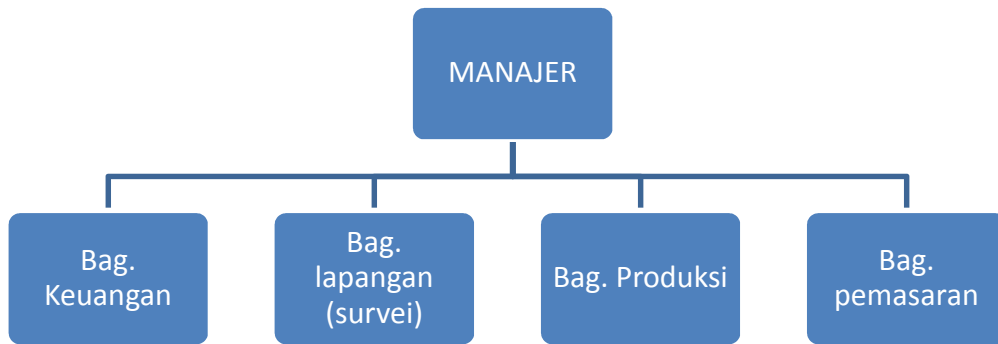 MANAJER
Bag.
Keuangan
Bag.
lapangan
(survei)
Bag. Produksi
Bag.
pemasaran